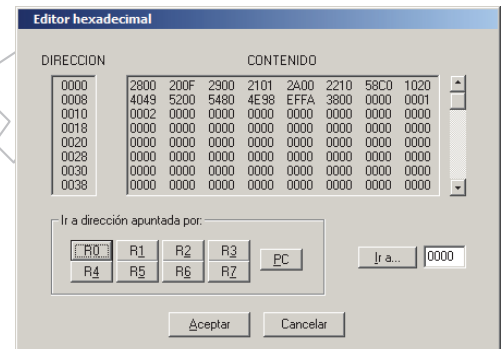 Editor hexadecimal
DIRECCION CONTENIDO
0000 2800 200F 2900 2101 2A00 2210 58C0 1020
0008 4049 5200 5480 4E98 EFFA 3800 0000 0001
0010 0002 0000 0000 0000 0000 0000 0000 0000
0018 0000 0000 0000 0000 0000 0000 0000 0000
0020 0000 0000 0000 0000 0000 0000 0000 0000
0028 0000 0000 0000 0000 0000 0000 0000 0000
0030 0000 0000 0000 0000 0000 0000 0000 0000
0038 0000 0000 0000 0000 0000 0000 0000 0000
Ir a dirección apuntada por:
R0 R1 R2 R3 PC Ir a... 0000
R4 R5 R6 R7
Aceptar Cancelar